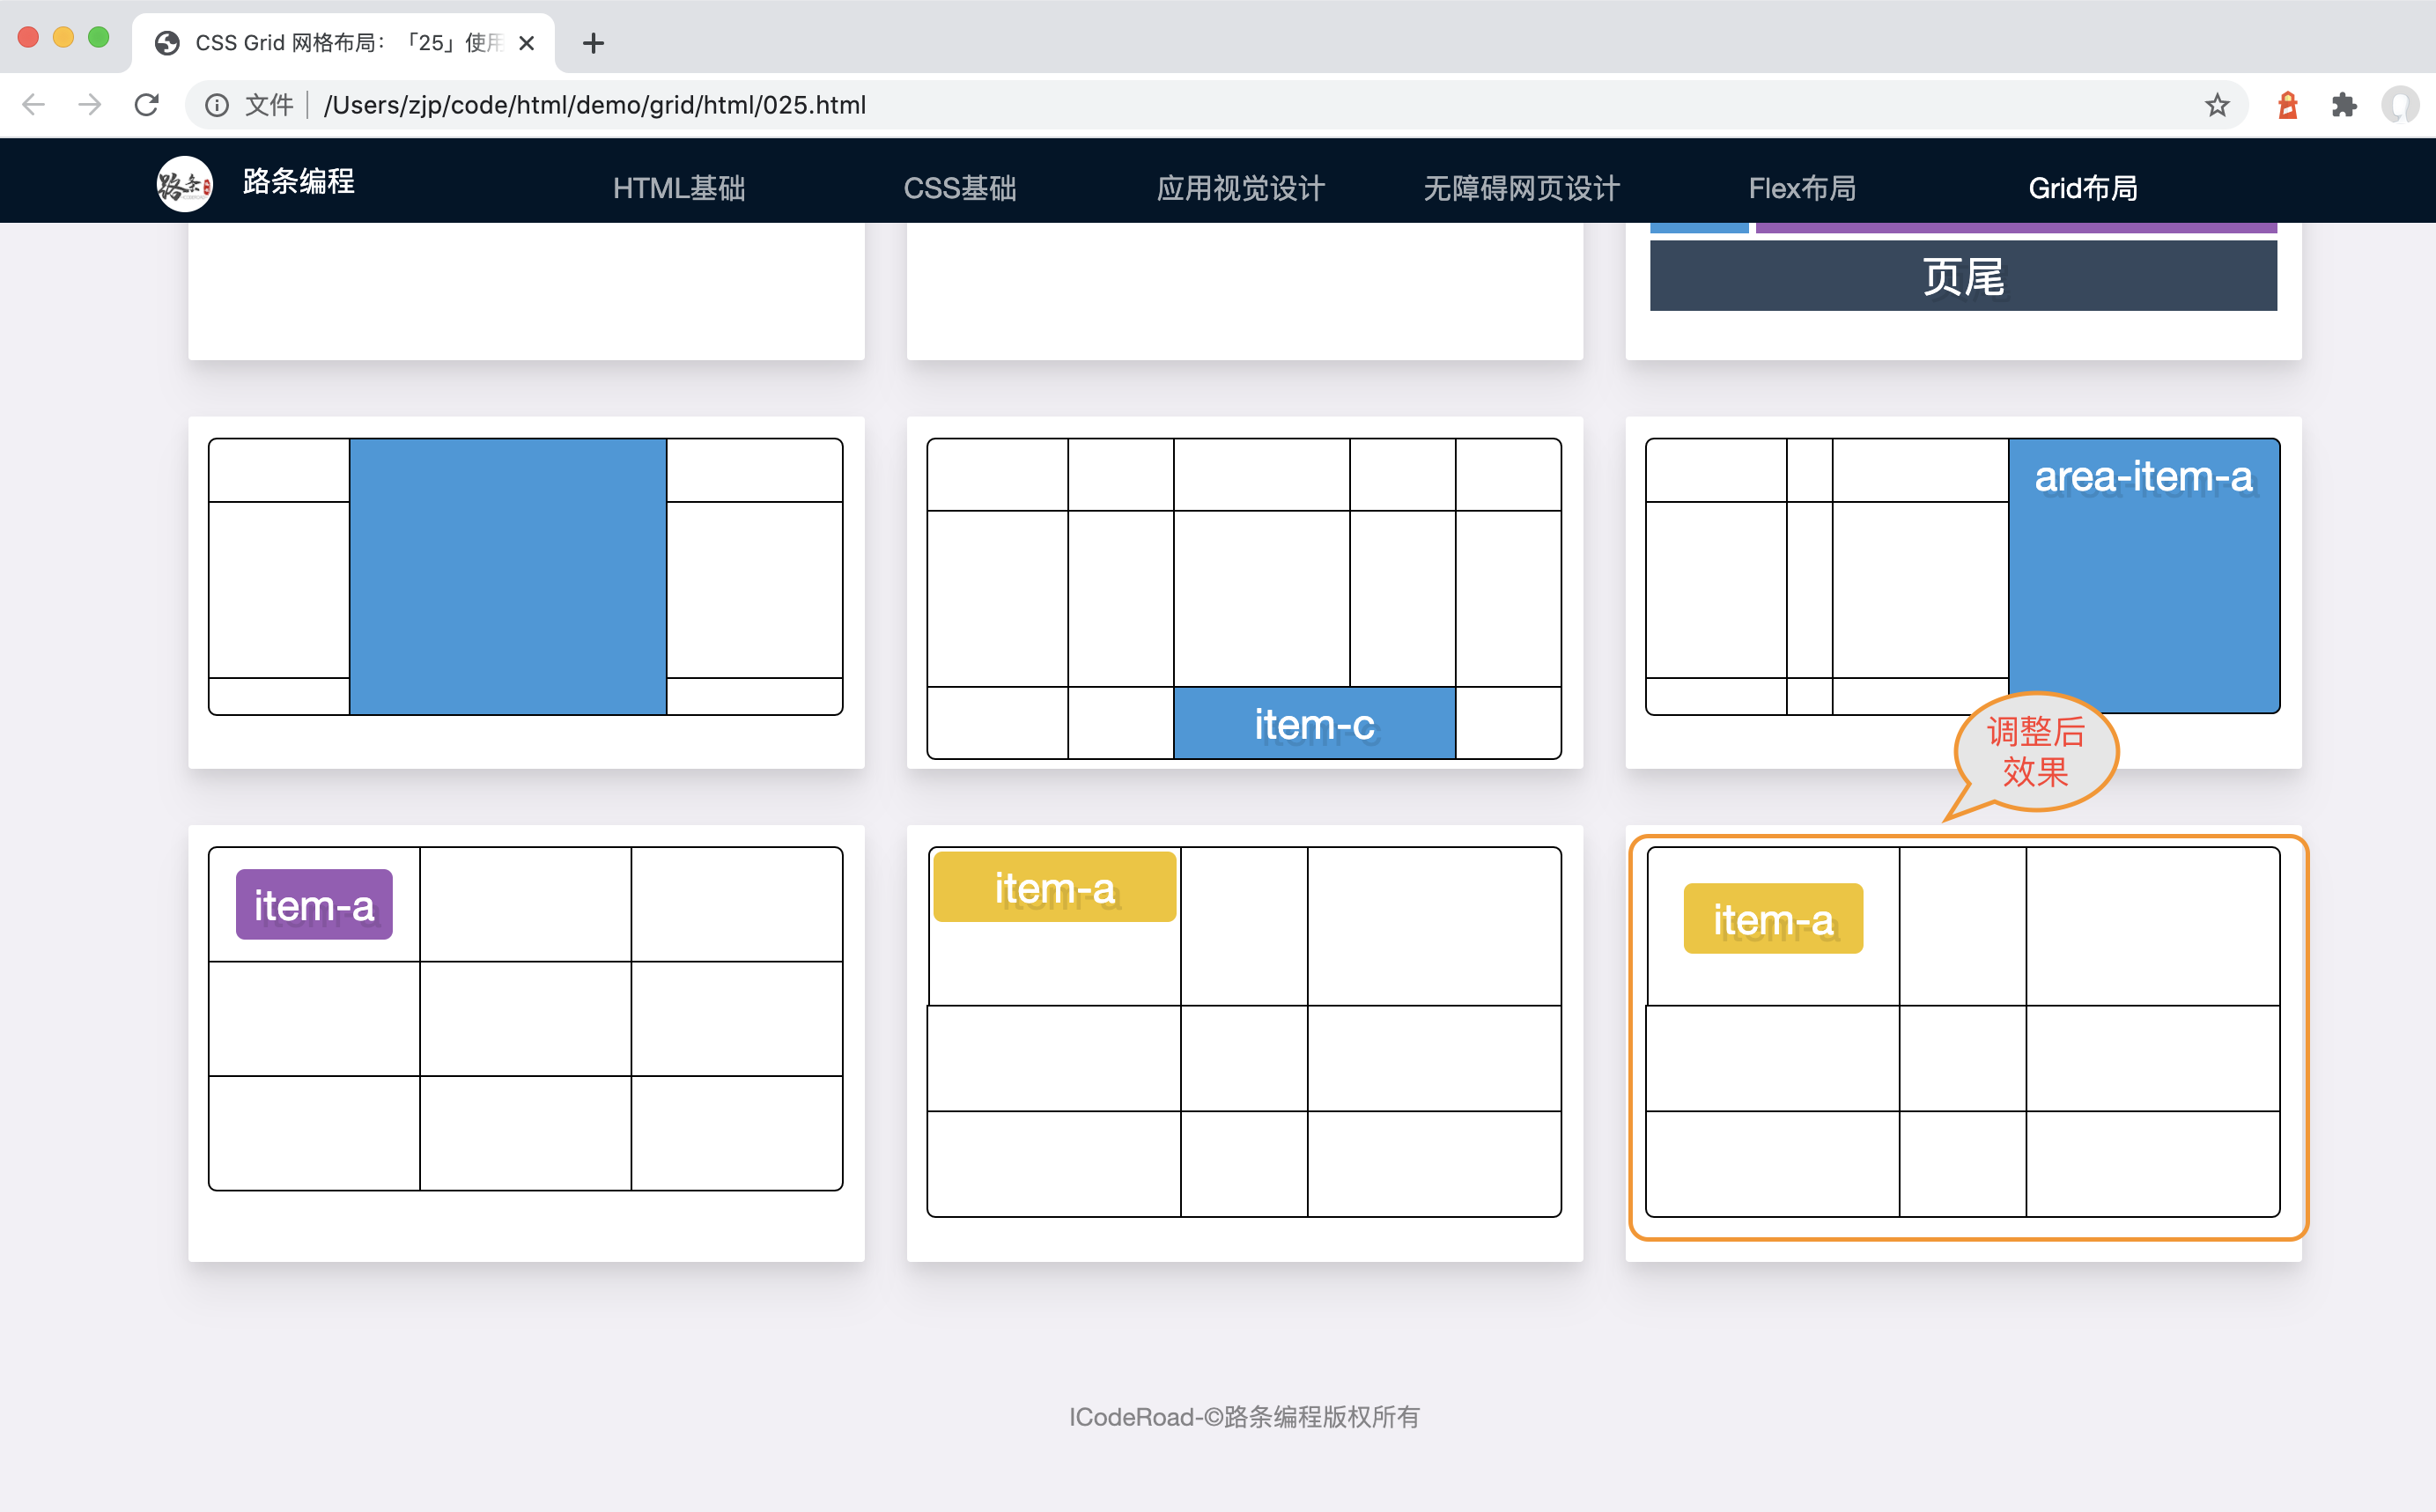 CSS Grid 网格布局：「25」使用
文件 /Users/zjp/code/html/demo/grid/html/025.html
路条编程 HTML基础 CSS基础 应用视觉设计 无障碍网页设计 Flex布局 Grid布局
页尾
item-c
area-item-a
调整后
效果
item-a
item-a
item-a
ICodeRoad-©路条编程版权所有